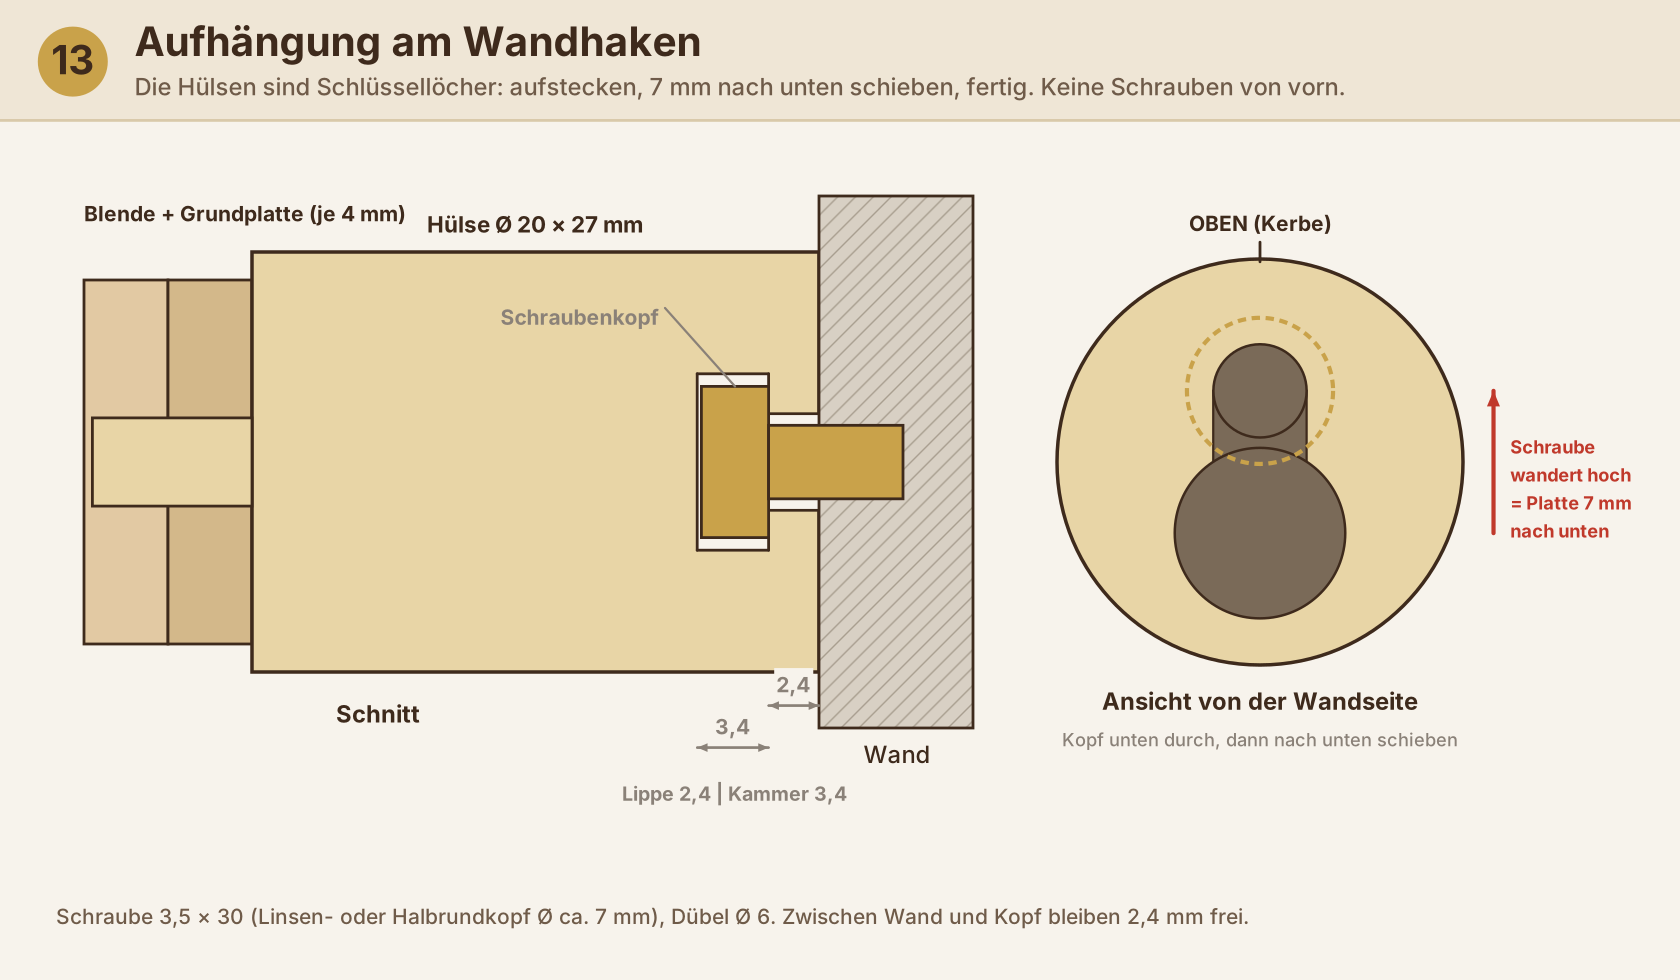 13
Aufhängung am Wandhaken
Die Hülsen sind Schlüssellöcher: aufstecken, 7 mm nach unten schieben, fertig. Keine Schrauben von vorn.
Blende + Grundplatte (je 4 mm)
Hülse Ø 20 × 27 mm
Schraubenkopf
Schnitt
2,4
3,4
Wand
Lippe 2,4 | Kammer 3,4
OBEN (Kerbe)
Schraube
wandert hoch
= Platte 7 mm
nach unten
Ansicht von der Wandseite
Kopf unten durch, dann nach unten schieben
Schraube 3,5 × 30 (Linsen- oder Halbrundkopf Ø ca. 7 mm), Dübel Ø 6. Zwischen Wand und Kopf bleiben 2,4 mm frei.